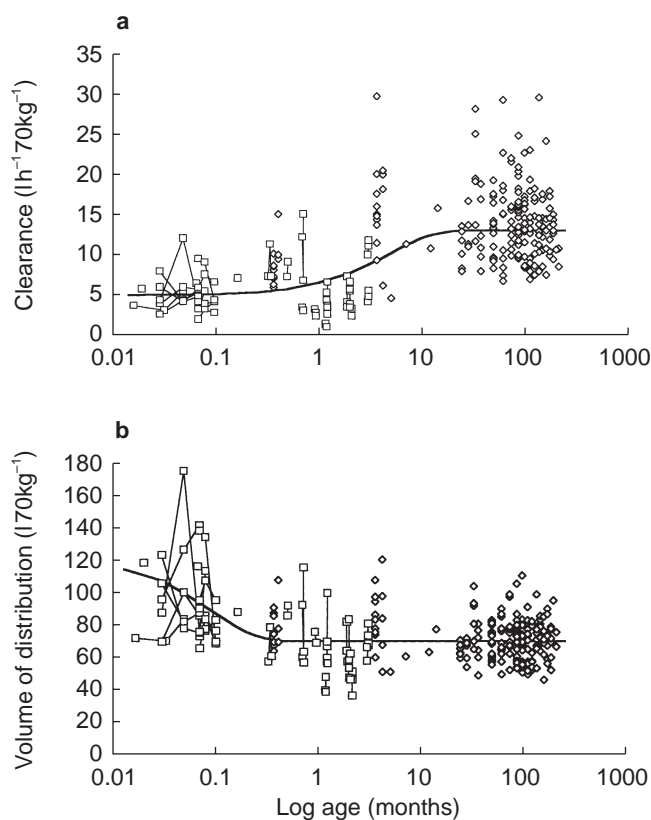 a
Clearance (lh⁻¹70kg⁻¹)
35
30
25
20
15
10
5
0
0.01 0.1 1 10 100 1000
b
Volume of distribution (l70kg⁻¹)
180
160
140
120
100
80
60
40
20
0
0.01 0.1 1 10 100 1000
Log age (months)